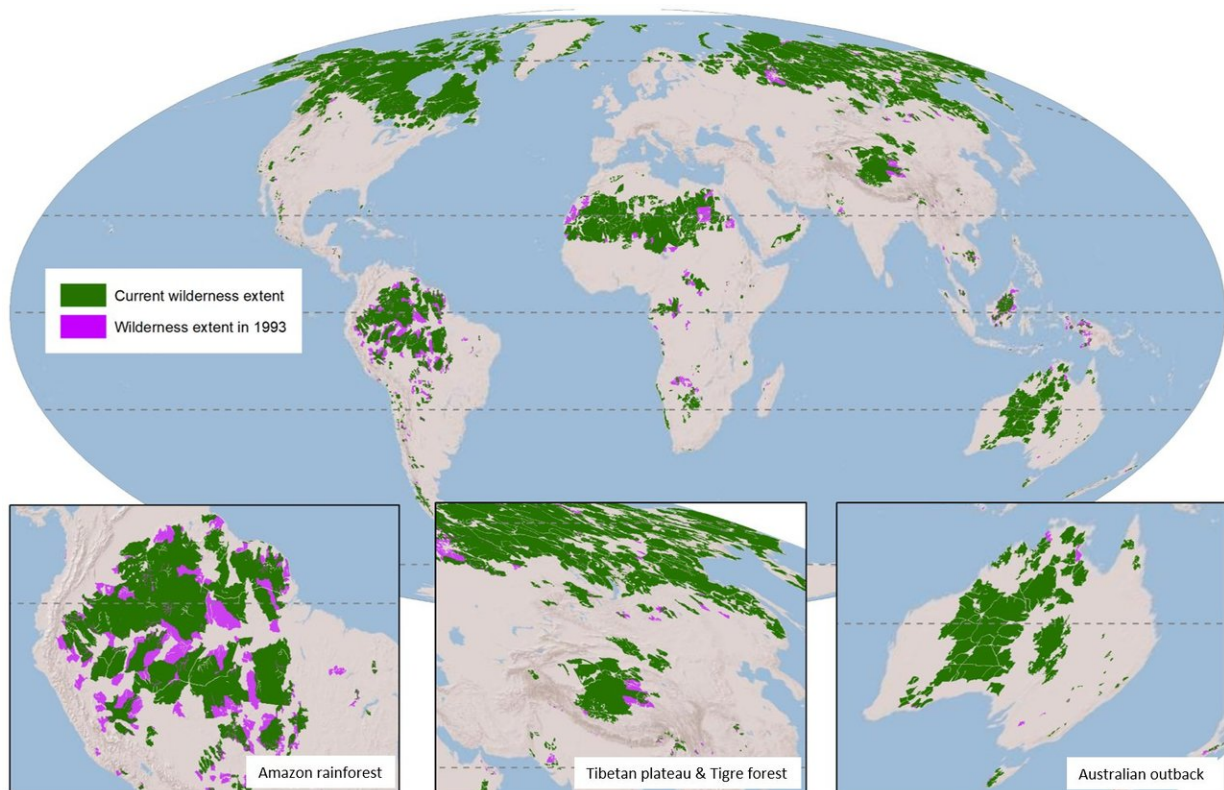 Current wilderness extent
Wilderness extent in 1993
Amazon rainforest
Tibetan plateau & Tigre forest
Australian outback